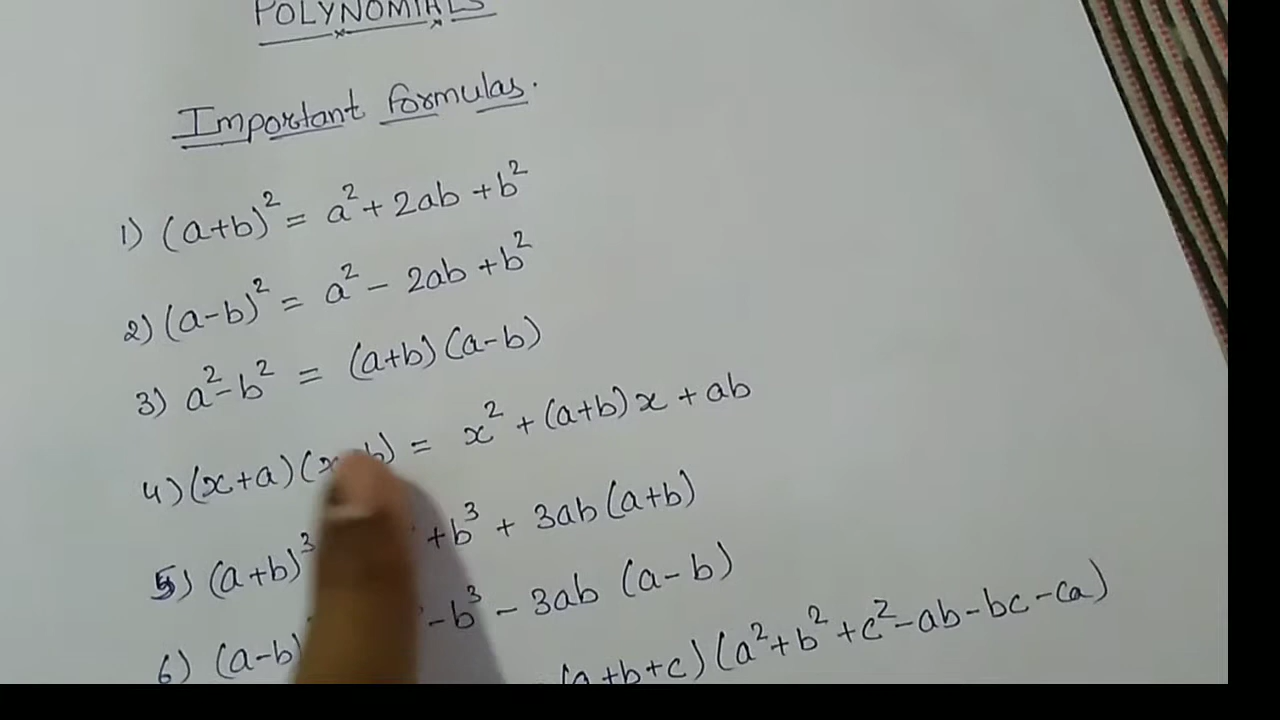 POLYNOMIALS
Important formulas.
1) (a+b)² = a² + 2ab + b²
2) (a-b)² = a² - 2ab + b²
3) a² - b² = (a+b) (a-b)
4) (x+a) (x+b) = x² + (a+b)x + ab
5) (a+b)³ + b³ + 3ab (a+b)
6) (a-b) - b³ - 3ab (a-b)
(a+b+c) (a² + b² + c² - ab - bc - ca)